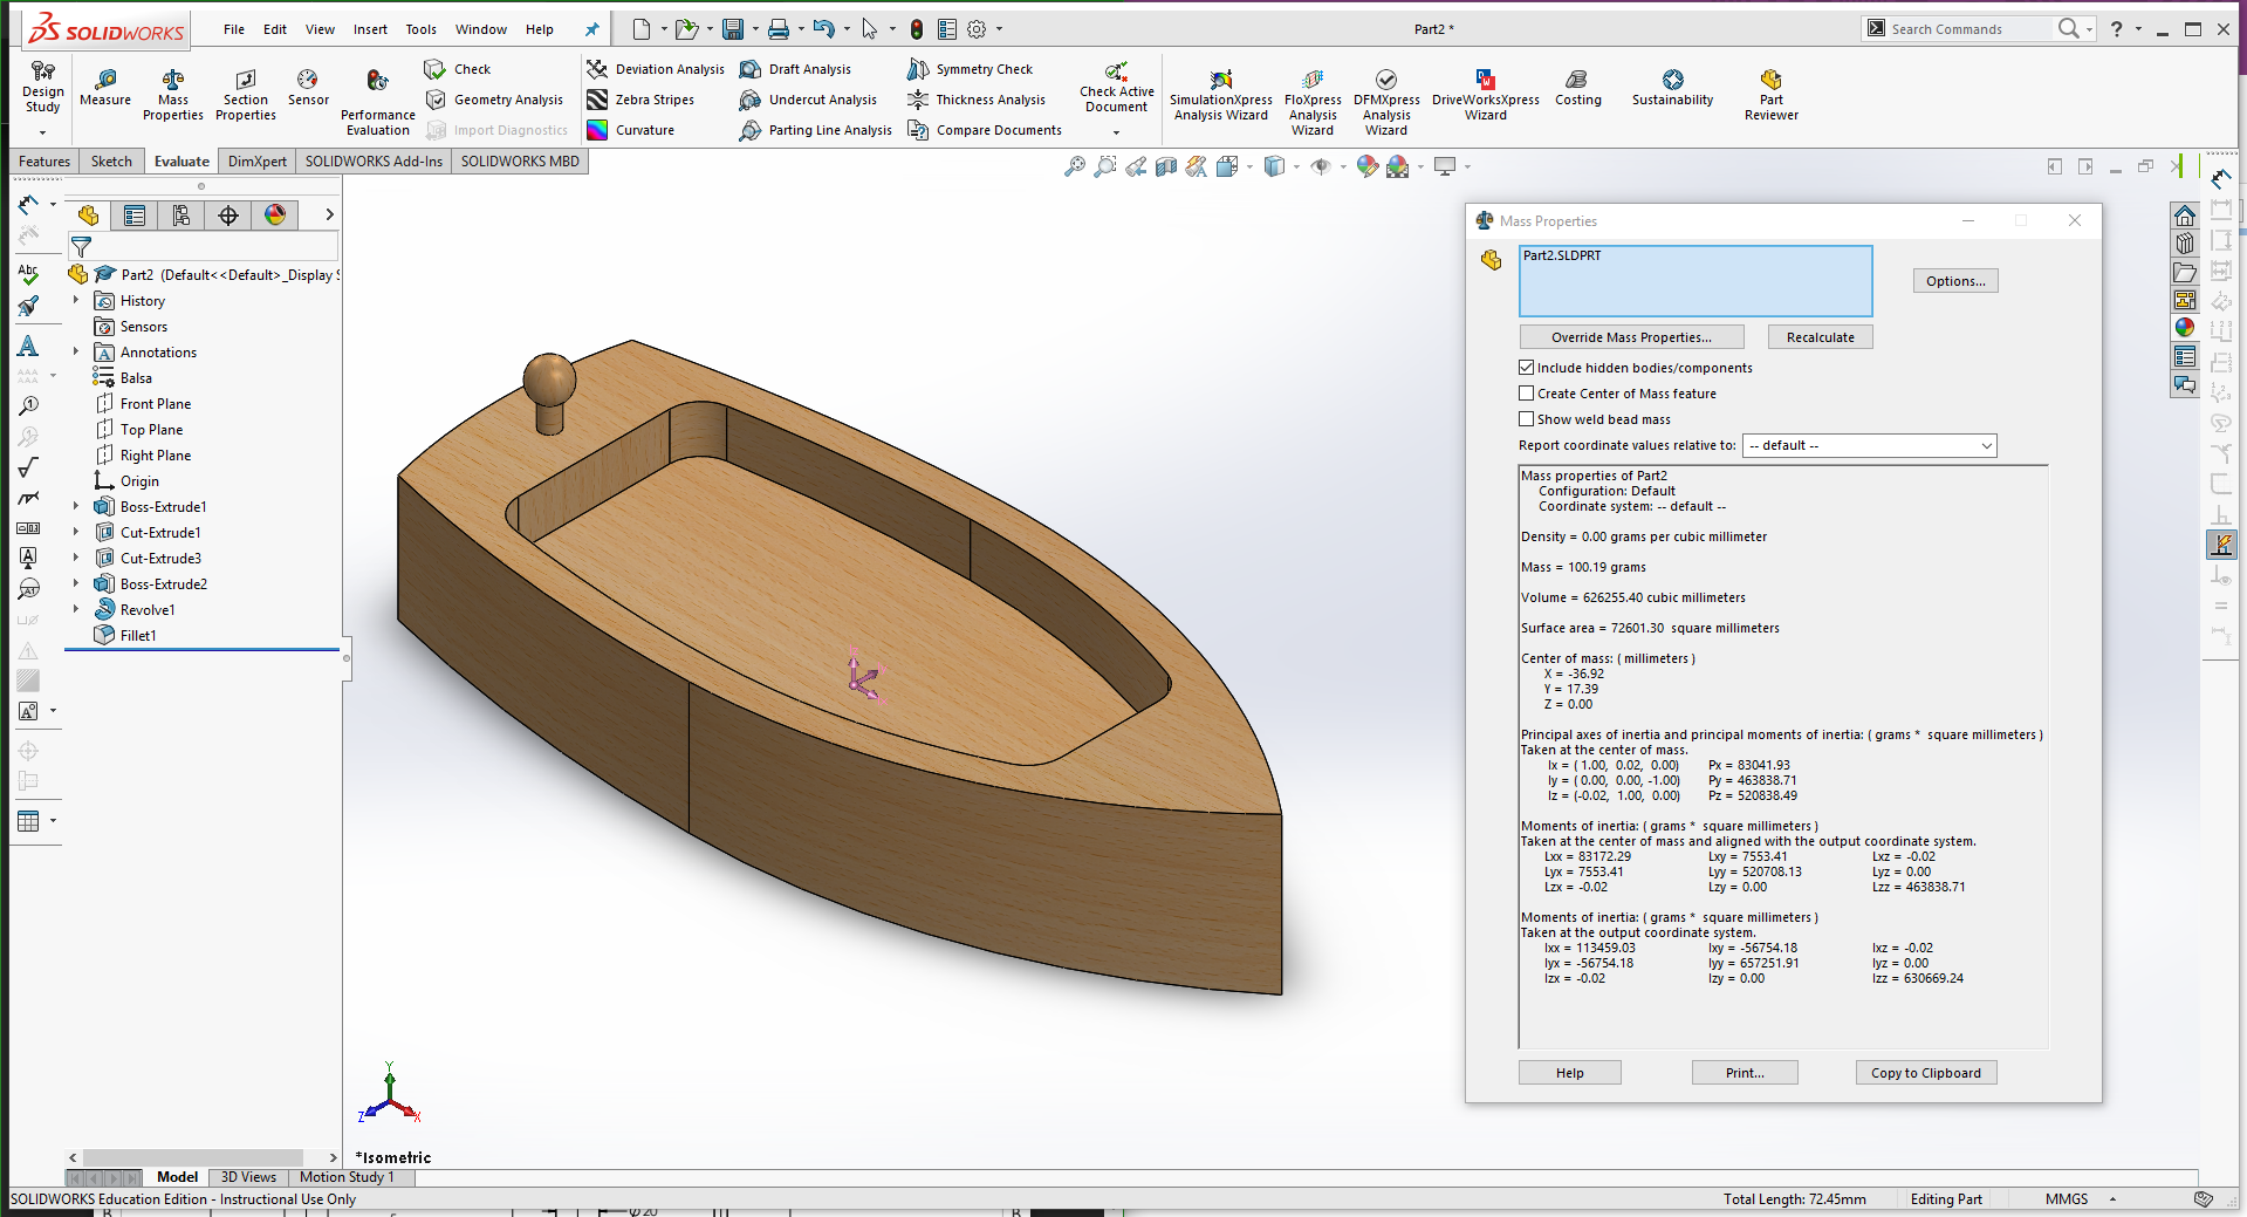 SOLIDWORKS File Edit View Insert Tools Window Help Part2 * Search Commands ?
Design Study
Measure
Mass Properties
Section Properties
Sensor
Performance Evaluation
Check
Geometry Analysis
Import Diagnostics
Deviation Analysis
Zebra Stripes
Curvature
Draft Analysis
Undercut Analysis
Parting Line Analysis
Symmetry Check
Thickness Analysis
Compare Documents
Check Active Document
SimulationXpress Analysis Wizard
FloXpress Analysis Wizard
DFMXpress Analysis Wizard
DriveWorksXpress Wizard
Costing
Sustainability
Part Reviewer
Features Sketch Evaluate DimXpert SOLIDWORKS Add-Ins SOLIDWORKS MBD
Part2 (Default<<Default>_Display S
History
Sensors
Annotations
Balsa
Front Plane
Top Plane
Right Plane
Origin
Boss-Extrude1
Cut-Extrude1
Cut-Extrude3
Boss-Extrude2
Revolve1
Fillet1
Y
Z X
*Isometric
Mass Properties
Part2.SLDPRT
Options...
Override Mass Properties... Recalculate
Include hidden bodies/components
Create Center of Mass feature
Show weld bead mass
Report coordinate values relative to: -- default --
Mass properties of Part2
Configuration: Default
Coordinate system: -- default --
Density = 0.00 grams per cubic millimeter
Mass = 100.19 grams
Volume = 626255.40 cubic millimeters
Surface area = 72601.30 square millimeters
Center of mass: ( millimeters )
X = -36.92
Y = 17.39
Z = 0.00
Principal axes of inertia and principal moments of inertia: ( grams * square millimeters )
Taken at the center of mass.
Ix = ( 1.00, 0.02, 0.00) Px = 83041.93
Iy = ( 0.00, 0.00, -1.00) Py = 463838.71
Iz = (-0.02, 1.00, 0.00) Pz = 520838.49
Moments of inertia: ( grams * square millimeters )
Taken at the center of mass and aligned with the output coordinate system.
Lxx = 83172.29 Lxy = 7553.41 Lxz = -0.02
Lyx = 7553.41 Lyy = 520708.13 Lyz = 0.00
Lzx = -0.02 Lzy = 0.00 Lzz = 463838.71
Moments of inertia: ( grams * square millimeters )
Taken at the output coordinate system.
Ixx = 113459.03 Ixy = -56754.18 Ixz = -0.02
Iyx = -56754.18 Iyy = 657251.91 Iyz = 0.00
Izx = -0.02 Izy = 0.00 Izz = 630669.24
Help Print... Copy to Clipboard
Model 3D Views Motion Study 1
SOLIDWORKS Education Edition - Instructional Use Only Total Length: 72.45mm Editing Part MMGS